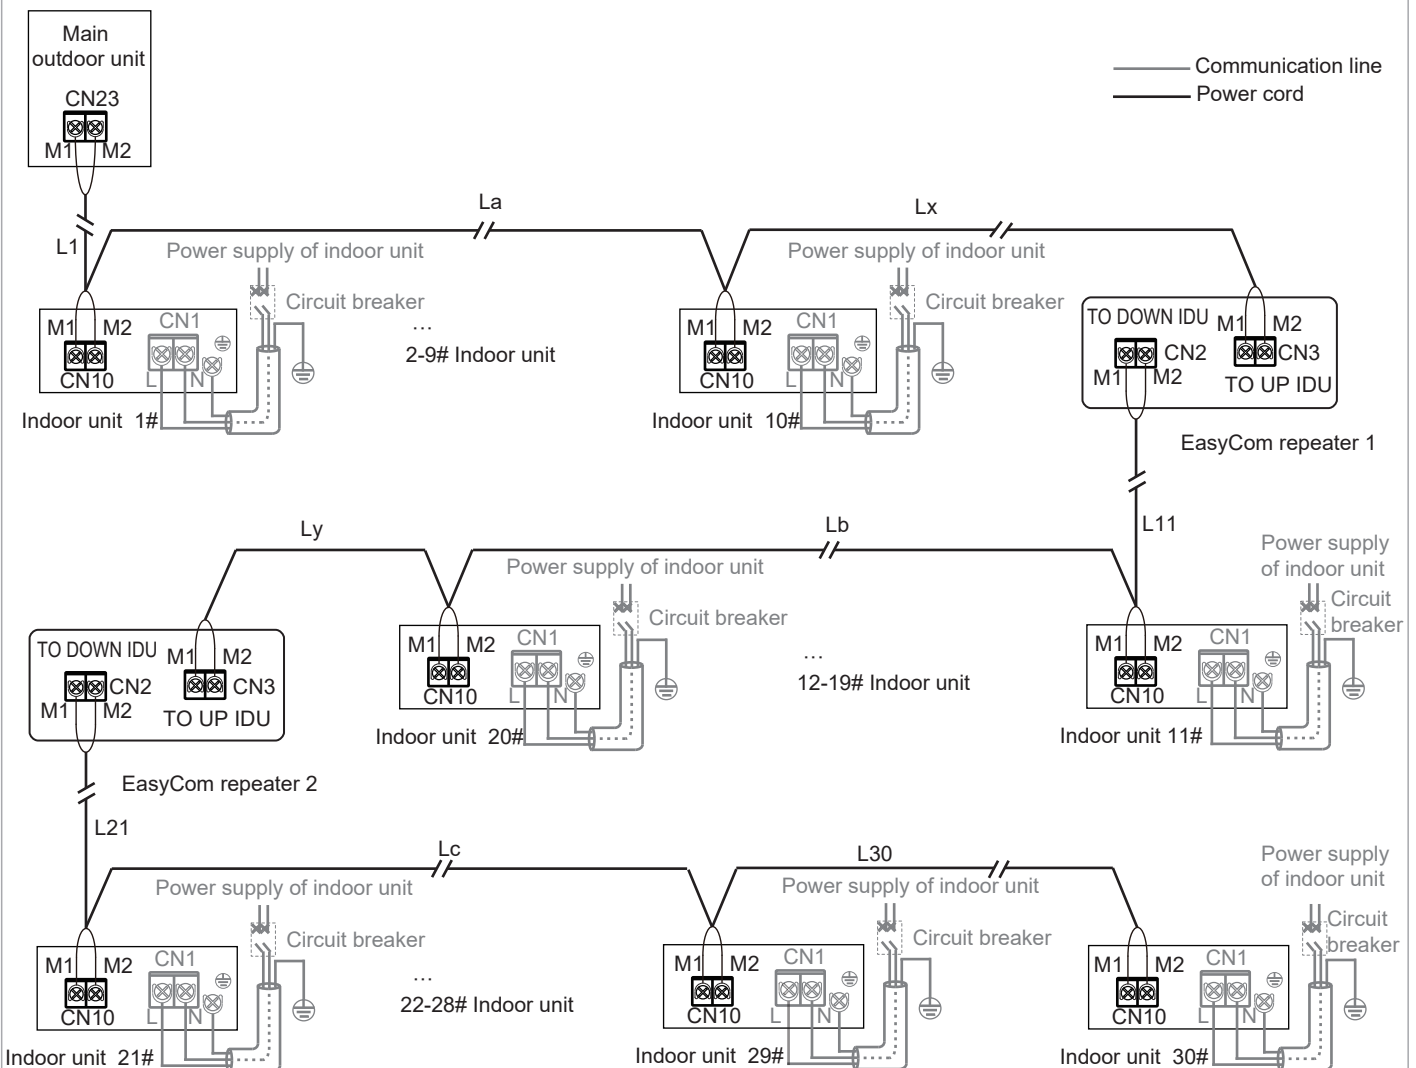 Main
outdoor unit
CN23
M1 M2
Communication line
Power cord
L1
La
Lx
Power supply of indoor unit
Circuit breaker
M1 M2
CN1
CN10
L N
Indoor unit 1#
...
2-9# Indoor unit
Power supply of indoor unit
Circuit breaker
M1 M2
CN1
CN10
L N
Indoor unit 10#
TO DOWN IDU
M1 M2
CN2
CN3
M1 M2
TO UP IDU
EasyCom repeater 1
L11
Ly
Lb
Power supply
of indoor unit
Circuit
breaker
M1 M2
CN1
CN10
L N
Indoor unit 11#
...
12-19# Indoor unit
Power supply of indoor unit
Circuit breaker
M1 M2
CN1
CN10
L N
Indoor unit 20#
TO DOWN IDU
M1 M2
CN2
CN3
M1 M2
TO UP IDU
EasyCom repeater 2
L21
Lc
L30
Power supply of indoor unit
Circuit breaker
M1 M2
CN1
CN10
L N
Indoor unit 21#
...
22-28# Indoor unit
Power supply of indoor unit
Circuit breaker
M1 M2
CN1
CN10
L N
Indoor unit 29#
Power supply
of indoor unit
Circuit
breaker
M1 M2
CN1
CN10
L N
Indoor unit 30#